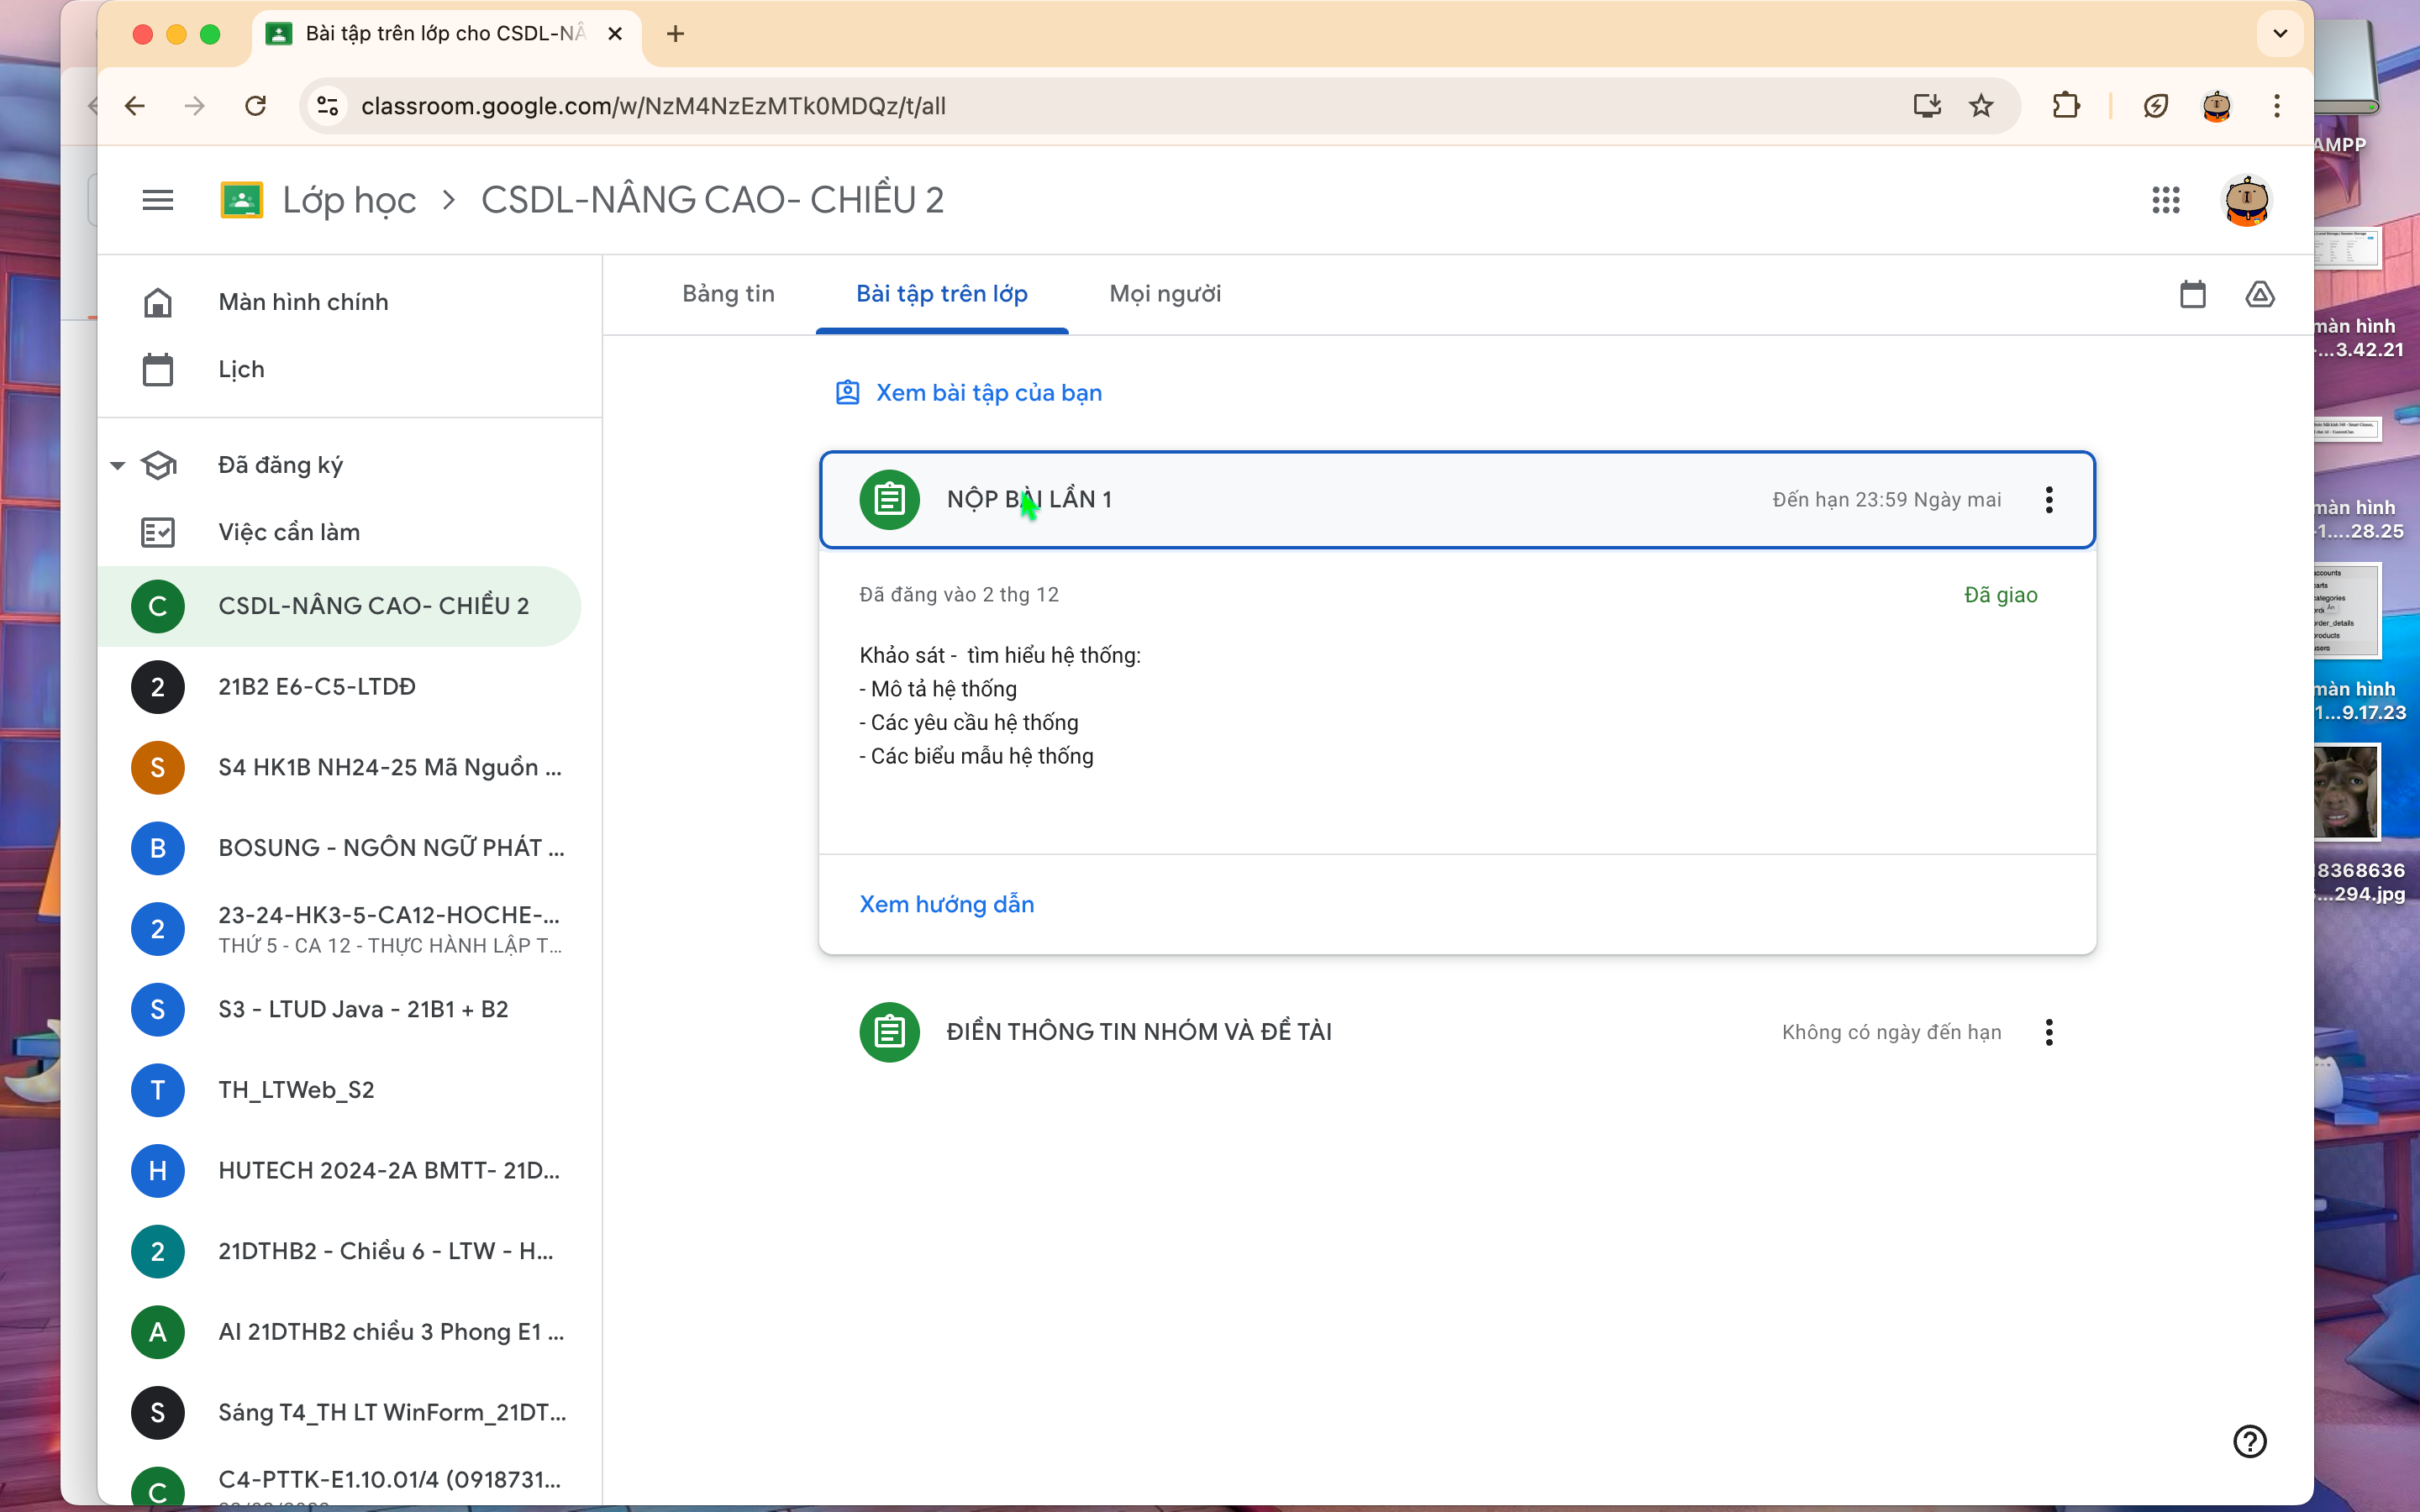 Bài tập trên lớp cho CSDL-NÂ
classroom.google.com/w/NzM4NzEzMTk0MDQz/t/all
Lớp học > CSDL-NÂNG CAO- CHIỀU 2
Màn hình chính
Lịch
Đã đăng ký
Việc cần làm
C CSDL-NÂNG CAO- CHIỀU 2
2 21B2 E6-C5-LTDĐ
S S4 HK1B NH24-25 Mã Nguồn ...
B BOSUNG - NGÔN NGỮ PHÁT ...
2 23-24-HK3-5-CA12-HOCHE-...
THỨ 5 - CA 12 - THỰC HÀNH LẬP T...
S S3 - LTUD Java - 21B1 + B2
T TH_LTWeb_S2
H HUTECH 2024-2A BMTT- 21D...
2 21DTHB2 - Chiều 6 - LTW - H...
A AI 21DTHB2 chiều 3 Phong E1 ...
S Sáng T4_TH LT WinForm_21DT...
C C4-PTTK-E1.10.01/4 (0918731...
Bảng tin
Bài tập trên lớp
Mọi người
Xem bài tập của bạn
NỘP BÀI LẦN 1
Đến hạn 23:59 Ngày mai
Đã đăng vào 2 thg 12
Đã giao
Khảo sát - tìm hiểu hệ thống:
- Mô tả hệ thống
- Các yêu cầu hệ thống
- Các biểu mẫu hệ thống
Xem hướng dẫn
ĐIỀN THÔNG TIN NHÓM VÀ ĐỀ TÀI
Không có ngày đến hạn
AMPP
màn hình
-...3.42.21
màn hình
-1....28.25
accounts
categories
order_details
products
users
màn hình
1...9.17.23
18368636
...294.jpg